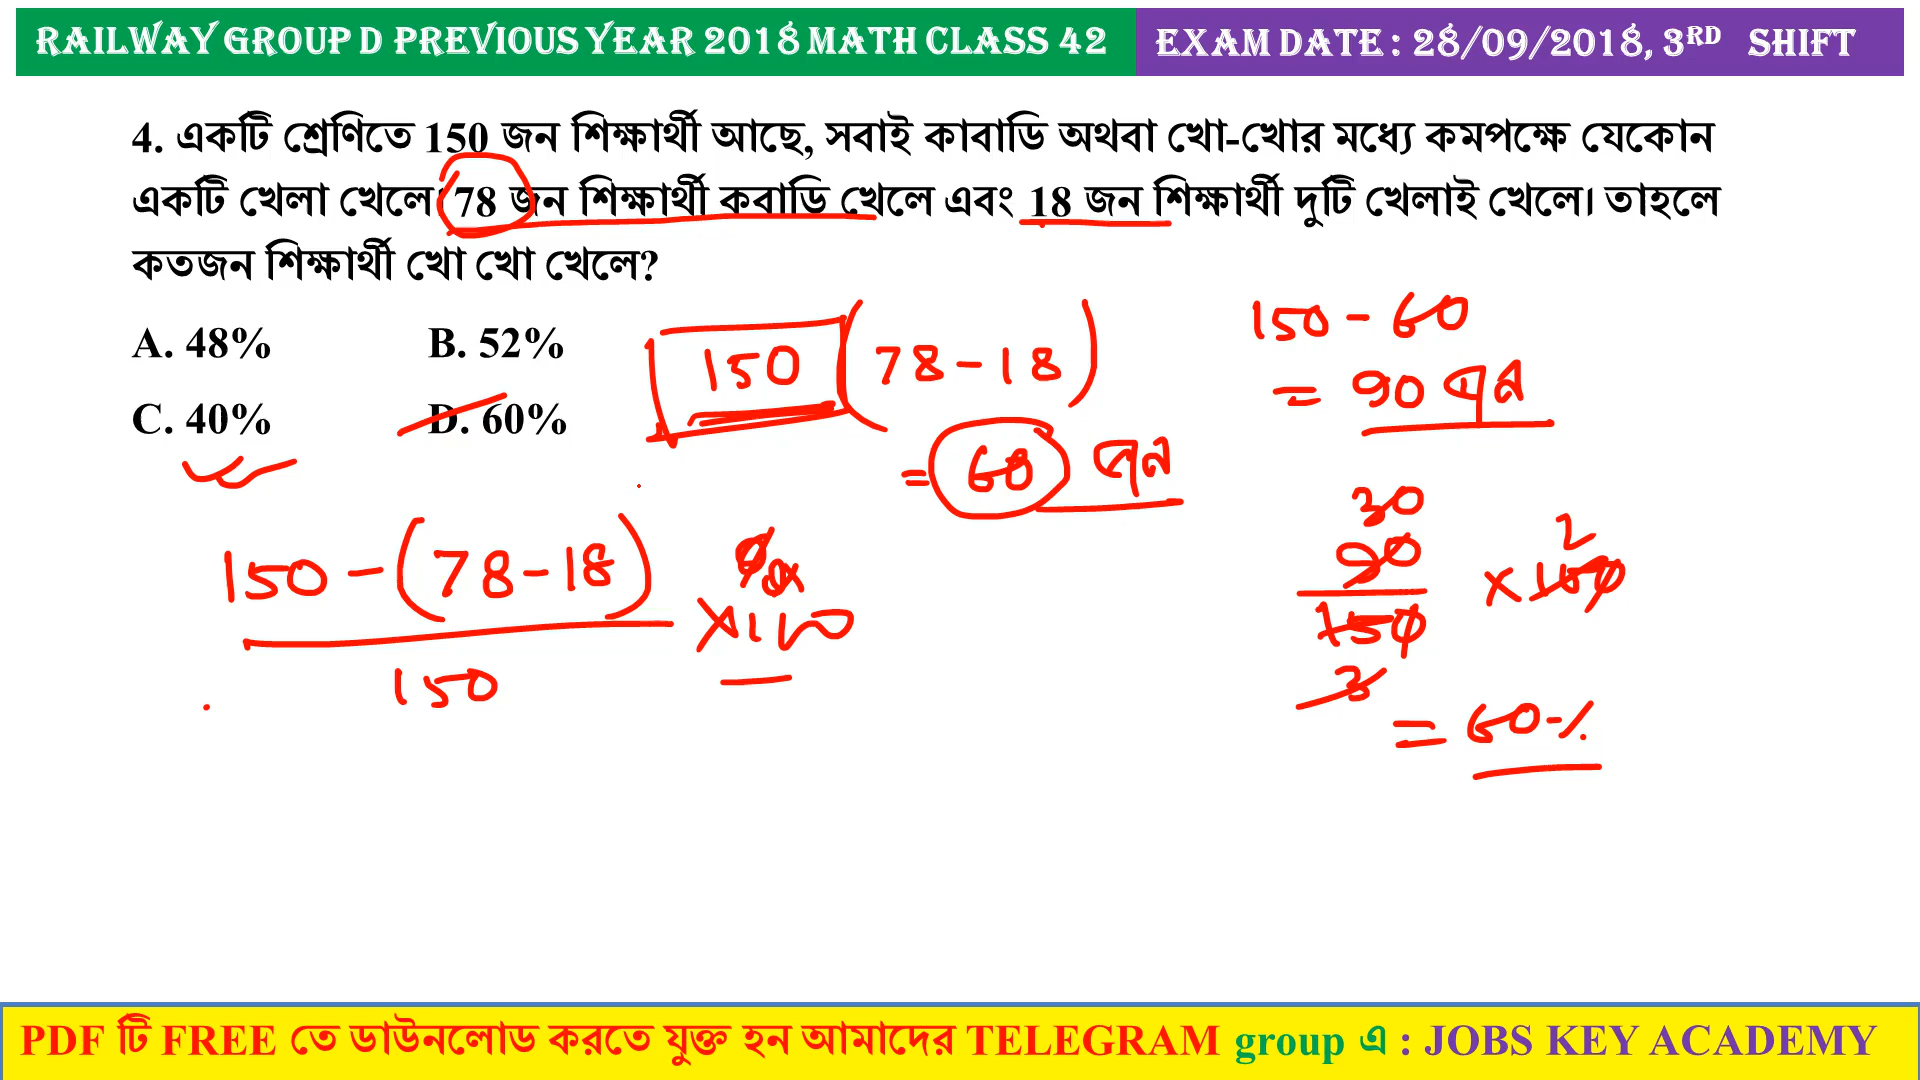 RAILWAY GROUP D PREVIOUS YEAR 2018 MATH CLASS 42
EXAM DATE : 28/09/2018, 3RD SHIFT
4. একটি শ্রেণিতে 150 জন শিক্ষার্থী আছে, সবাই কাবাডি অথবা খো-খোর মধ্যে কমপক্ষে যেকোন
একটি খেলা খেলে। 78 জন শিক্ষার্থী কবাডি খেলে এবং 18 জন শিক্ষার্থী দুটি খেলাই খেলে। তাহলে
কতজন শিক্ষার্থী খো খো খেলে?
A. 48% B. 52%
C. 40% D. 60%
150 (78-18)
= 60 জন
150 - 60
= 90 জন
150 - (78-18)
150
×100
30
90
150
3
2
×100
= 60%
PDF টি FREE তে ডাউনলোড করতে যুক্ত হন আমাদের TELEGRAM group এ : JOBS KEY ACADEMY